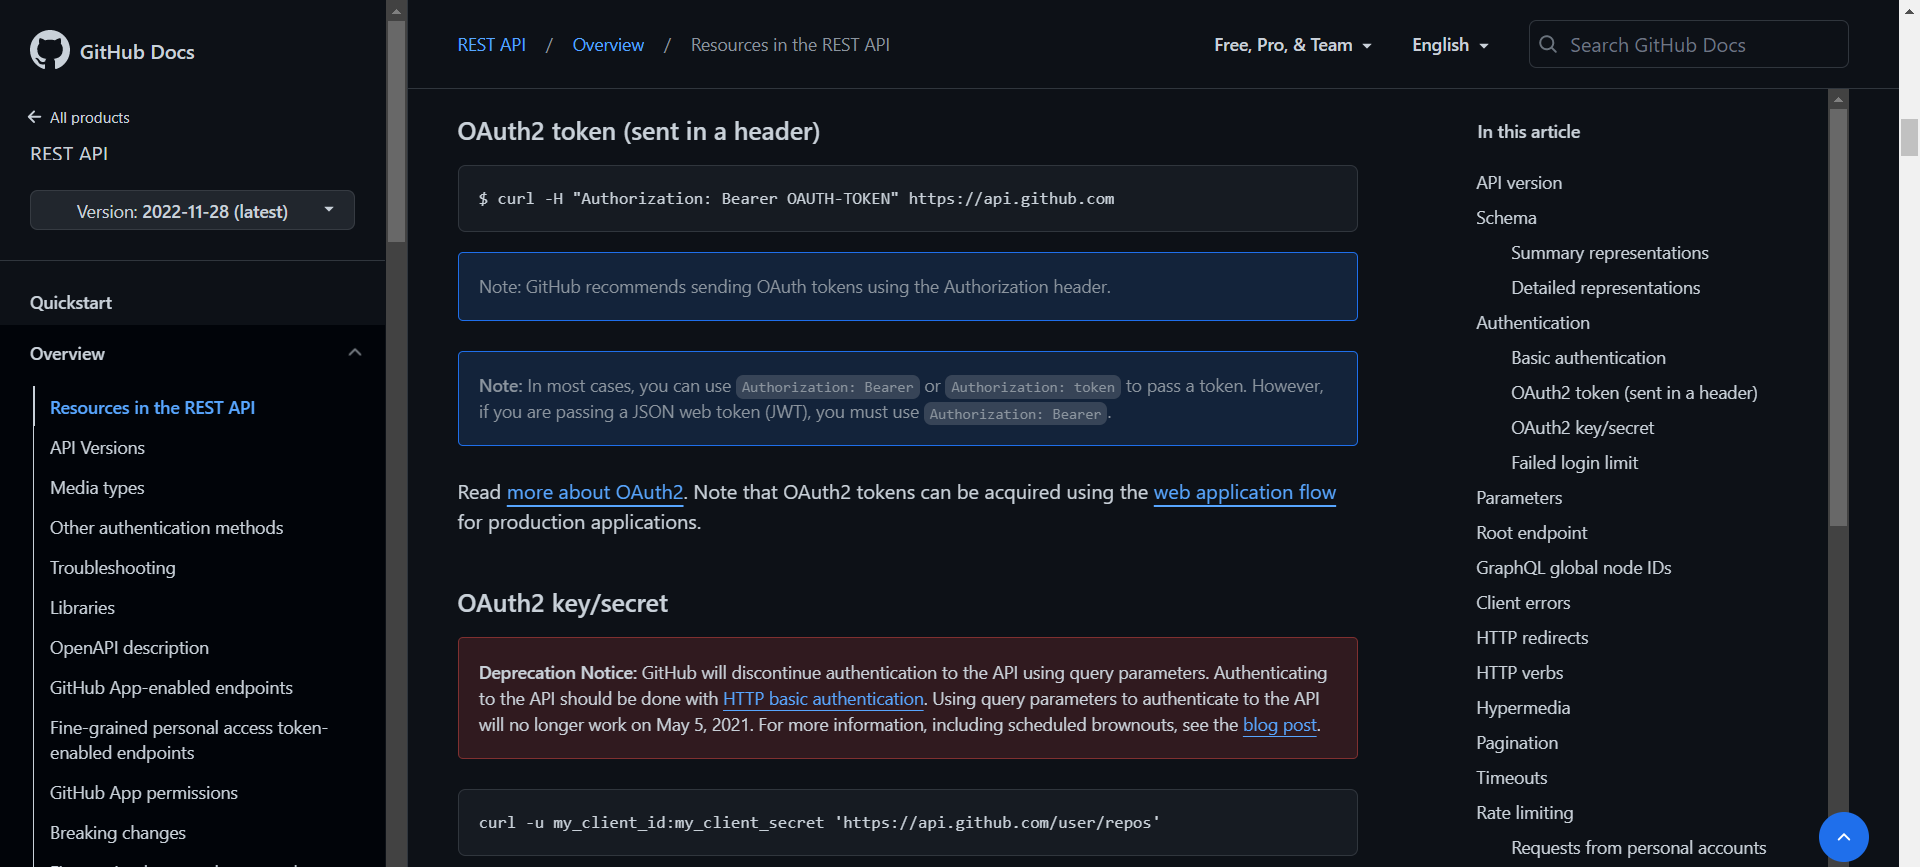 GitHub Docs
All products
REST API
Version: 2022-11-28 (latest)
Quickstart
Overview
Resources in the REST API
API Versions
Media types
Other authentication methods
Troubleshooting
Libraries
OpenAPI description
GitHub App-enabled endpoints
Fine-grained personal access token-
enabled endpoints
GitHub App permissions
Breaking changes
REST API / Overview / Resources in the REST API
Free, Pro, & Team
English
Search GitHub Docs
OAuth2 token (sent in a header)
$ curl -H "Authorization: Bearer OAUTH-TOKEN" https://api.github.com
Note: GitHub recommends sending OAuth tokens using the Authorization header.
Note: In most cases, you can use Authorization: Bearer or Authorization: token to pass a token. However,
if you are passing a JSON web token (JWT), you must use Authorization: Bearer.
Read more about OAuth2. Note that OAuth2 tokens can be acquired using the web application flow
for production applications.
OAuth2 key/secret
Deprecation Notice: GitHub will discontinue authentication to the API using query parameters. Authenticating
to the API should be done with HTTP basic authentication. Using query parameters to authenticate to the API
will no longer work on May 5, 2021. For more information, including scheduled brownouts, see the blog post.
curl -u my_client_id:my_client_secret 'https://api.github.com/user/repos'
In this article
API version
Schema
Summary representations
Detailed representations
Authentication
Basic authentication
OAuth2 token (sent in a header)
OAuth2 key/secret
Failed login limit
Parameters
Root endpoint
GraphQL global node IDs
Client errors
HTTP redirects
HTTP verbs
Hypermedia
Pagination
Timeouts
Rate limiting
Requests from personal accounts